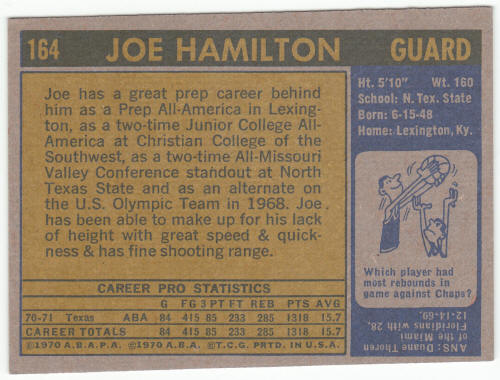 164 JOE HAMILTON GUARD
Joe has a great prep career behind
him as a Prep All-America in Lexing-
ton, as a two-time Junior College All-
America at Christian College of the
Southwest, as a two-time All-Missouri
Valley Conference standout at North
Texas State and as an alternate on
the U.S. Olympic Team in 1968. Joe
has been able to make up for his lack
of height with great speed & quick-
ness & has fine shooting range.
CAREER PRO STATISTICS
G FG 3 PT FT REB PTS AVG
70-71 Texas ABA 84 415 85 233 285 1318 15.7
CAREER TOTALS 84 415 85 233 285 1318 15.7
©1970 A.B.A.P.A. ©1970 A.B.A. ©T.C.G. PRTD. IN U.S.A.
Ht. 5'10" Wt. 160
School: N. Tex. State
Born: 6-15-48
Home: Lexington, Ky.
Which player had
most rebounds in
game against Chaps?
ANS: Duane Thoren
of the Miami
Floridians with 28,
12-14-69.